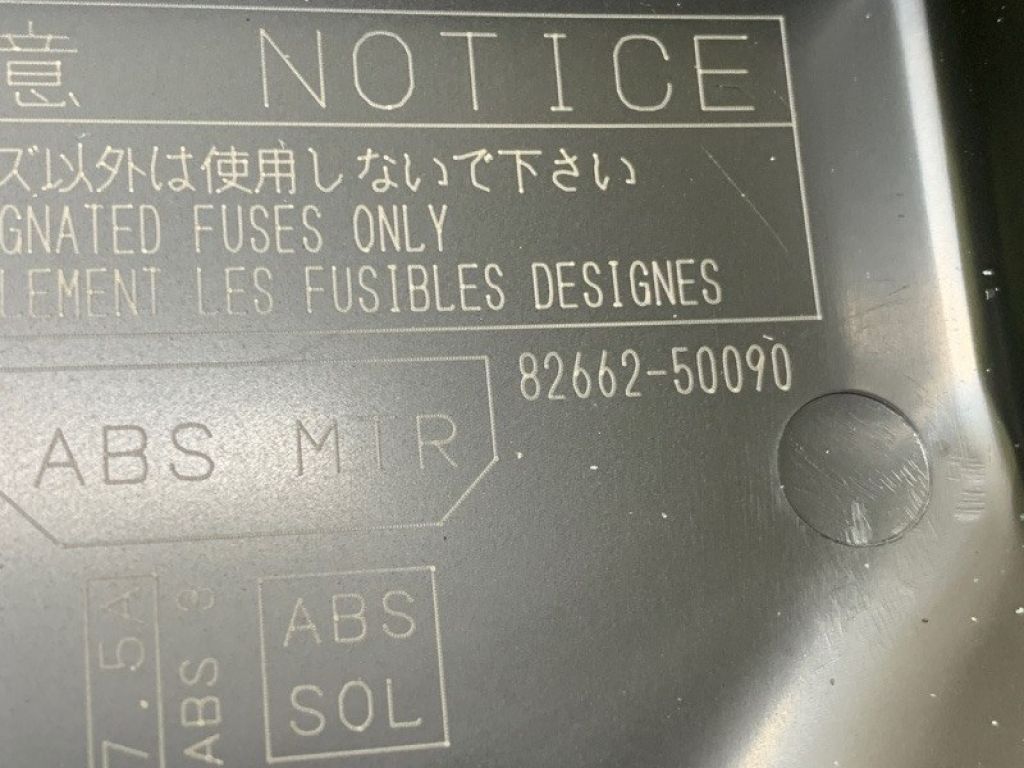 意 NOTICE
ズ以外は使用しないで下さい
GNATED FUSES ONLY
LEMENT LES FUSIBLES DESIGNES
82662-50090
ABS MTR
7.5A
ABS 3
ABS
SOL